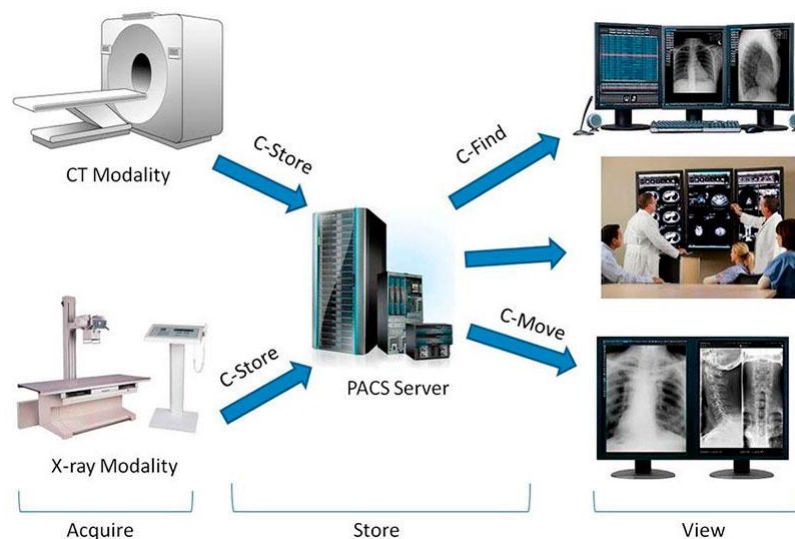 CT Modality
C-Store
C-Find
C-Store
PACS Server
C-Move
X-ray Modality
Acquire
Store
View